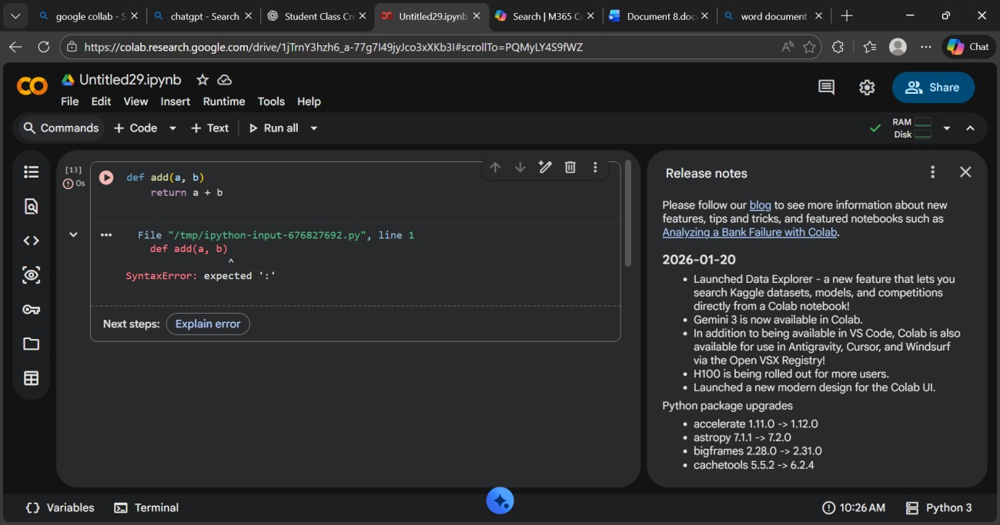 google collab - S
chatgpt - Search
Student Class Cre
Untitled29.ipynb
Search | M365 Co
Document 8.doc
word document
https://colab.research.google.com/drive/1jTrnY3hzh6_a-77g7l49jyJco3xXKb3I#scrollTo=PQMyLY4S9fWZ
Chat
Untitled29.ipynb
File Edit View Insert Runtime Tools Help
Share
Commands + Code + Text Run all
RAM
Disk
[13]
0s
def add(a, b)
return a + b
File "/tmp/ipython-input-676827692.py", line 1
def add(a, b)
^
SyntaxError: expected ':'
Next steps: Explain error
Release notes
Please follow our blog to see more information about new
features, tips and tricks, and featured notebooks such as
Analyzing a Bank Failure with Colab.
2026-01-20
• Launched Data Explorer - a new feature that lets you
search Kaggle datasets, models, and competitions
directly from a Colab notebook!
• Gemini 3 is now available in Colab.
• In addition to being available in VS Code, Colab is also
available for use in Antigravity, Cursor, and Windsurf
via the Open VSX Registry!
• H100 is being rolled out for more users.
• Launched a new modern design for the Colab UI.
Python package upgrades
• accelerate 1.11.0 -> 1.12.0
• astropy 7.1.1 -> 7.2.0
• bigframes 2.28.0 -> 2.31.0
• cachetools 5.5.2 -> 6.2.4
Variables Terminal
10:26 AM Python 3